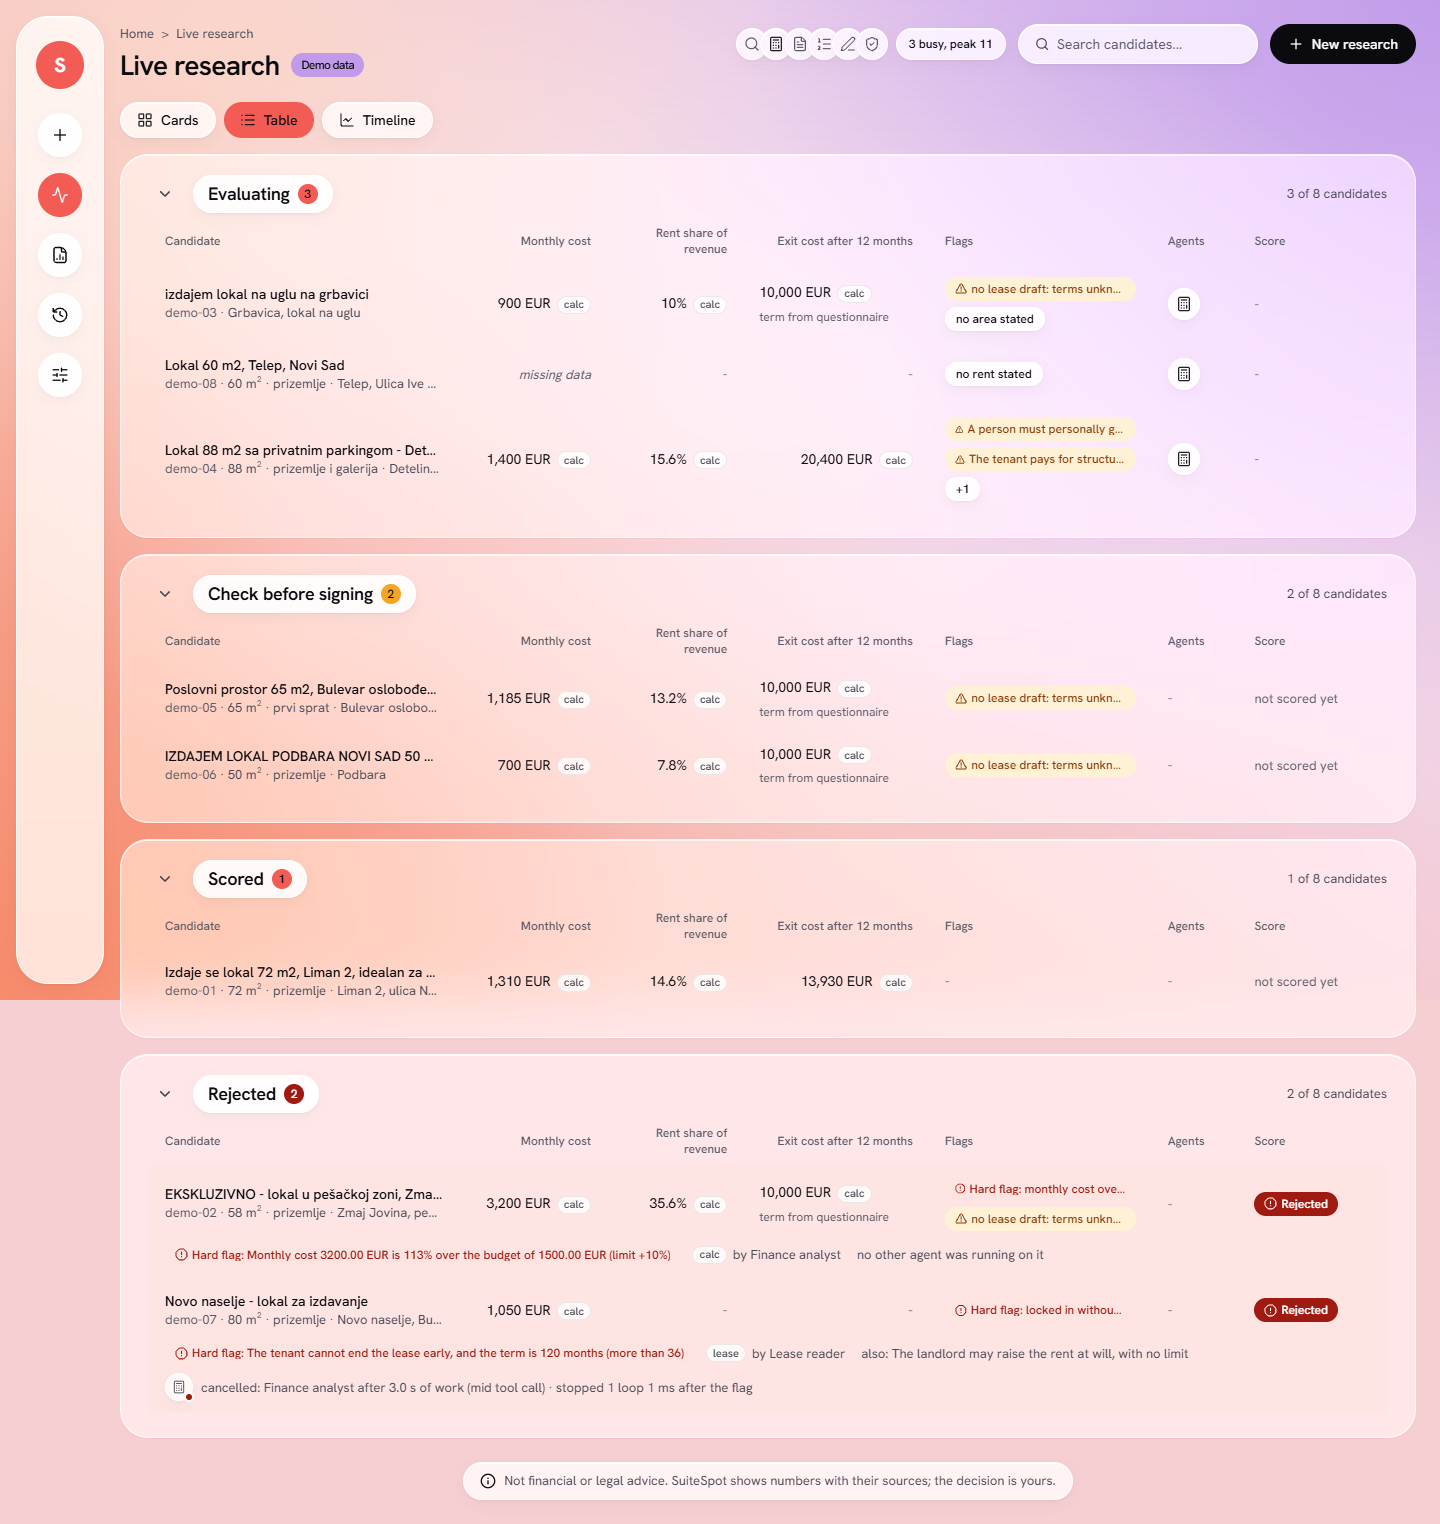 S
Home > Live research
Live research
Demo data
3 busy, peak 11
Search candidates...
New research
Cards
Table
Timeline
Evaluating 3
3 of 8 candidates
Candidate Monthly cost Rent share of revenue Exit cost after 12 months Flags Agents Score
izdajem lokal na uglu na grbavici
demo-03 · Grbavica, lokal na uglu
900 EUR calc
10% calc
10,000 EUR calc
term from questionnaire
no lease draft: terms unkn...
no area stated
-
Lokal 60 m2, Telep, Novi Sad
demo-08 · 60 m² · prizemlje · Telep, Ulica Ive ...
missing data
-
-
no rent stated
-
Lokal 88 m2 sa privatnim parkingom - Det...
demo-04 · 88 m² · prizemlje i galerija · Detelin...
1,400 EUR calc
15.6% calc
20,400 EUR calc
A person must personally g...
The tenant pays for structu...
+1
-
Check before signing 2
2 of 8 candidates
Candidate Monthly cost Rent share of revenue Exit cost after 12 months Flags Agents Score
Poslovni prostor 65 m2, Bulevar oslobođe...
demo-05 · 65 m² · prvi sprat · Bulevar oslobo...
1,185 EUR calc
13.2% calc
10,000 EUR calc
term from questionnaire
no lease draft: terms unkn...
-
not scored yet
IZDAJEM LOKAL PODBARA NOVI SAD 50 ...
demo-06 · 50 m² · prizemlje · Podbara
700 EUR calc
7.8% calc
10,000 EUR calc
term from questionnaire
no lease draft: terms unkn...
-
not scored yet
Scored 1
1 of 8 candidates
Candidate Monthly cost Rent share of revenue Exit cost after 12 months Flags Agents Score
Izdaje se lokal 72 m2, Liman 2, idealan za ...
demo-01 · 72 m² · prizemlje · Liman 2, ulica N...
1,310 EUR calc
14.6% calc
13,930 EUR calc
-
-
not scored yet
Rejected 2
2 of 8 candidates
Candidate Monthly cost Rent share of revenue Exit cost after 12 months Flags Agents Score
EKSKLUZIVNO - lokal u pešačkoj zoni, Zma...
demo-02 · 58 m² · prizemlje · Zmaj Jovina, pe...
3,200 EUR calc
35.6% calc
10,000 EUR calc
term from questionnaire
Hard flag: monthly cost ove...
no lease draft: terms unkn...
-
Rejected
Hard flag: Monthly cost 3200.00 EUR is 113% over the budget of 1500.00 EUR (limit +10%) calc by Finance analyst no other agent was running on it
Novo naselje - lokal za izdavanje
demo-07 · 80 m² · prizemlje · Novo naselje, Bu...
1,050 EUR calc
-
-
Hard flag: locked in withou...
-
Rejected
Hard flag: The tenant cannot end the lease early, and the term is 120 months (more than 36) lease by Lease reader also: The landlord may raise the rent at will, with no limit
cancelled: Finance analyst after 3.0 s of work (mid tool call) · stopped 1 loop 1 ms after the flag
Not financial or legal advice. SuiteSpot shows numbers with their sources; the decision is yours.